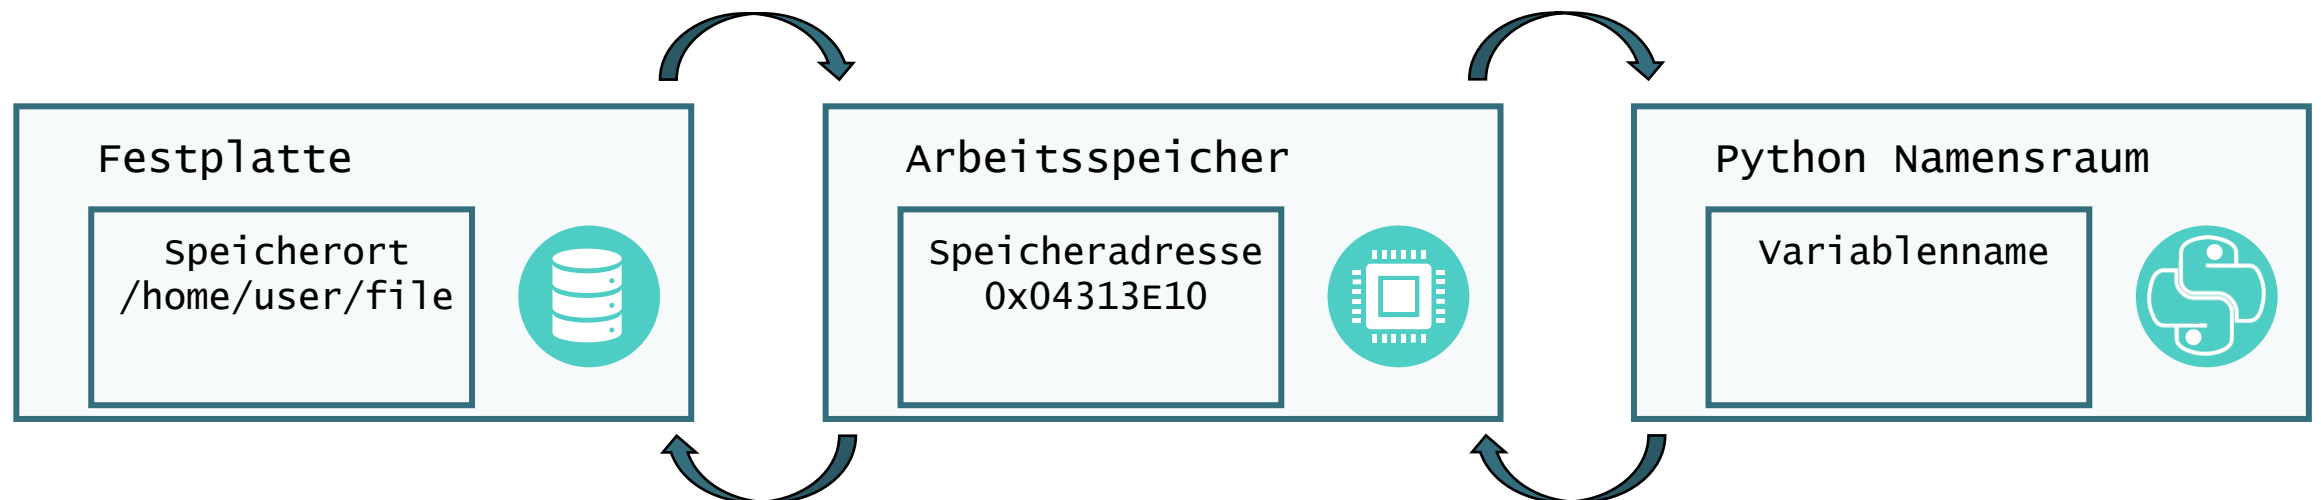 Festplatte
Speicherort
/home/user/file
Arbeitsspeicher
Speicheradresse
0x04313E10
Python Namensraum
Variablenname